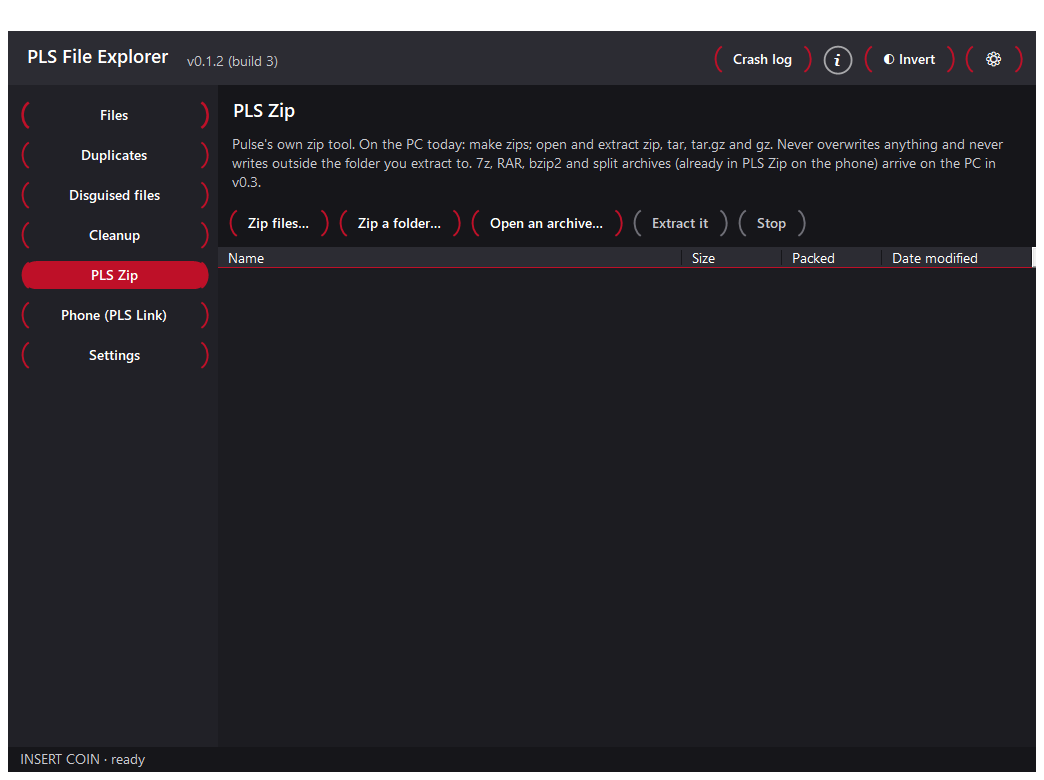 PLS File Explorer v0.1.2 (build 3)
Crash log
i
Invert
Files
Duplicates
Disguised files
Cleanup
PLS Zip
Phone (PLS Link)
Settings
PLS Zip
Pulse's own zip tool. On the PC today: make zips; open and extract zip, tar, tar.gz and gz. Never overwrites anything and never
writes outside the folder you extract to. 7z, RAR, bzip2 and split archives (already in PLS Zip on the phone) arrive on the PC in
v0.3.
Zip files... Zip a folder... Open an archive... Extract it Stop
Name Size Packed Date modified
INSERT COIN · ready